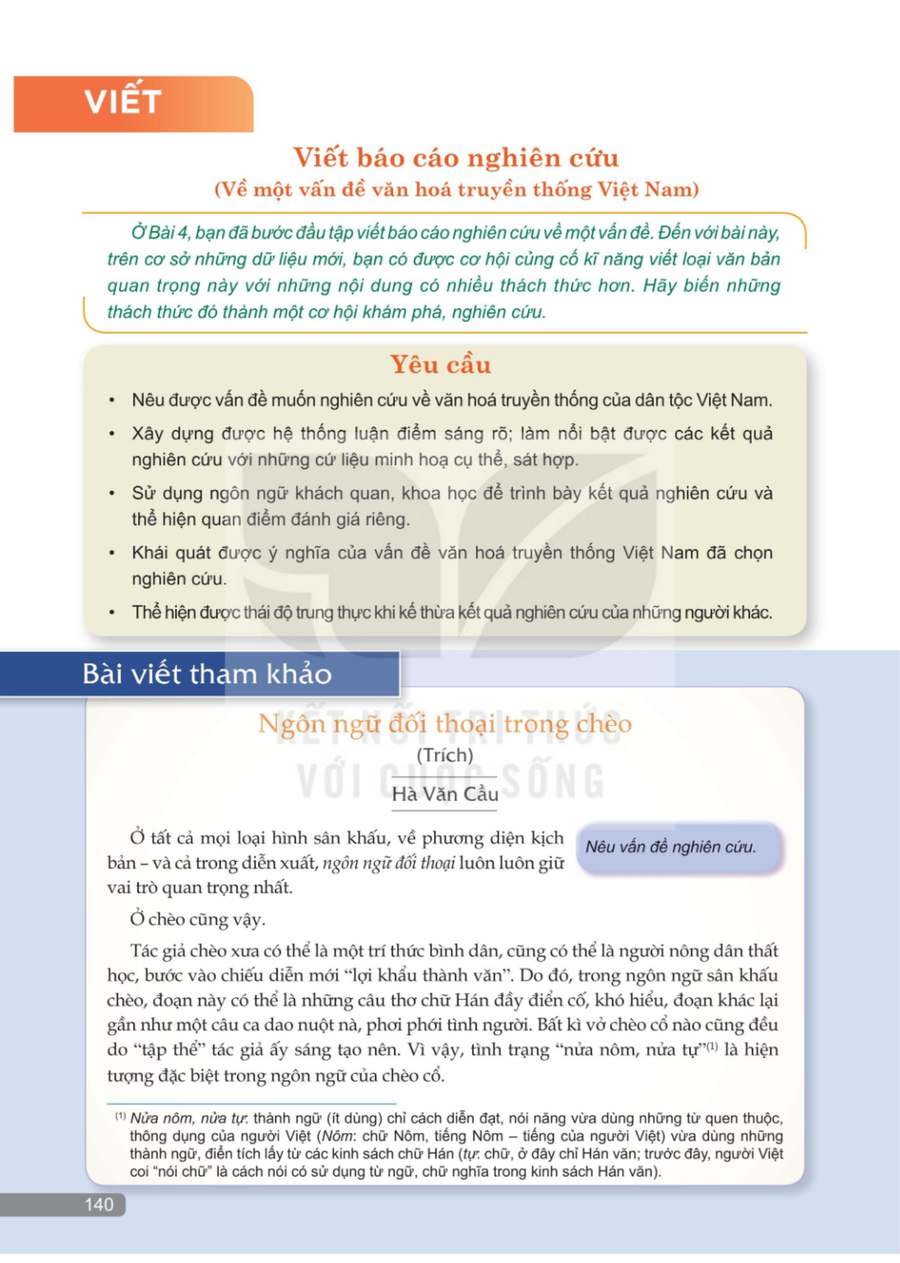 VIẾT
Viết báo cáo nghiên cứu
(Về một vấn đề văn hoá truyền thống Việt Nam)
Ở Bài 4, bạn đã bước đầu tập viết báo cáo nghiên cứu về một vấn đề. Đến với bài này,
trên cơ sở những dữ liệu mới, bạn có được cơ hội củng cố kĩ năng viết loại văn bản
quan trọng này với những nội dung có nhiều thách thức hơn. Hãy biến những
thách thức đó thành một cơ hội khám phá, nghiên cứu.
Yêu cầu
• Nêu được vấn đề muốn nghiên cứu về văn hoá truyền thống của dân tộc Việt Nam.
• Xây dựng được hệ thống luận điểm sáng rõ; làm nổi bật được các kết quả
nghiên cứu với những cứ liệu minh hoạ cụ thể, sát hợp.
• Sử dụng ngôn ngữ khách quan, khoa học để trình bày kết quả nghiên cứu và
thể hiện quan điểm đánh giá riêng.
• Khái quát được ý nghĩa của vấn đề văn hoá truyền thống Việt Nam đã chọn
nghiên cứu.
• Thể hiện được thái độ trung thực khi kế thừa kết quả nghiên cứu của những người khác.
Bài viết tham khảo
KẾT NỐI TRI THỨC
VỚI CUỘC SỐNG
Ngôn ngữ đối thoại trong chèo
(Trích)
Hà Văn Cầu
Ở tất cả mọi loại hình sân khấu, về phương diện kịch
bản – và cả trong diễn xuất, ngôn ngữ đối thoại luôn luôn giữ
vai trò quan trọng nhất.
Nêu vấn đề nghiên cứu.
Ở chèo cũng vậy.
Tác giả chèo xưa có thể là một trí thức bình dân, cũng có thể là người nông dân thất
học, bước vào chiếu diễn mới “lợi khẩu thành văn”. Do đó, trong ngôn ngữ sân khấu
chèo, đoạn này có thể là những câu thơ chữ Hán đầy điển cố, khó hiểu, đoạn khác lại
gần như một câu ca dao nuột nà, phơi phới tình người. Bất kì vở chèo cổ nào cũng đều
do “tập thể” tác giả ấy sáng tạo nên. Vì vậy, tình trạng “nửa nôm, nửa tự”(1) là hiện
tượng đặc biệt trong ngôn ngữ của chèo cổ.
(1) Nửa nôm, nửa tự: thành ngữ (ít dùng) chỉ cách diễn đạt, nói năng vừa dùng những từ quen thuộc,
thông dụng của người Việt (Nôm: chữ Nôm, tiếng Nôm – tiếng của người Việt) vừa dùng những
thành ngữ, điển tích lấy từ các kinh sách chữ Hán (tự: chữ, ở đây chỉ Hán văn; trước đây, người Việt
coi “nói chữ” là cách nói có sử dụng từ ngữ, chữ nghĩa trong kinh sách Hán văn).
140